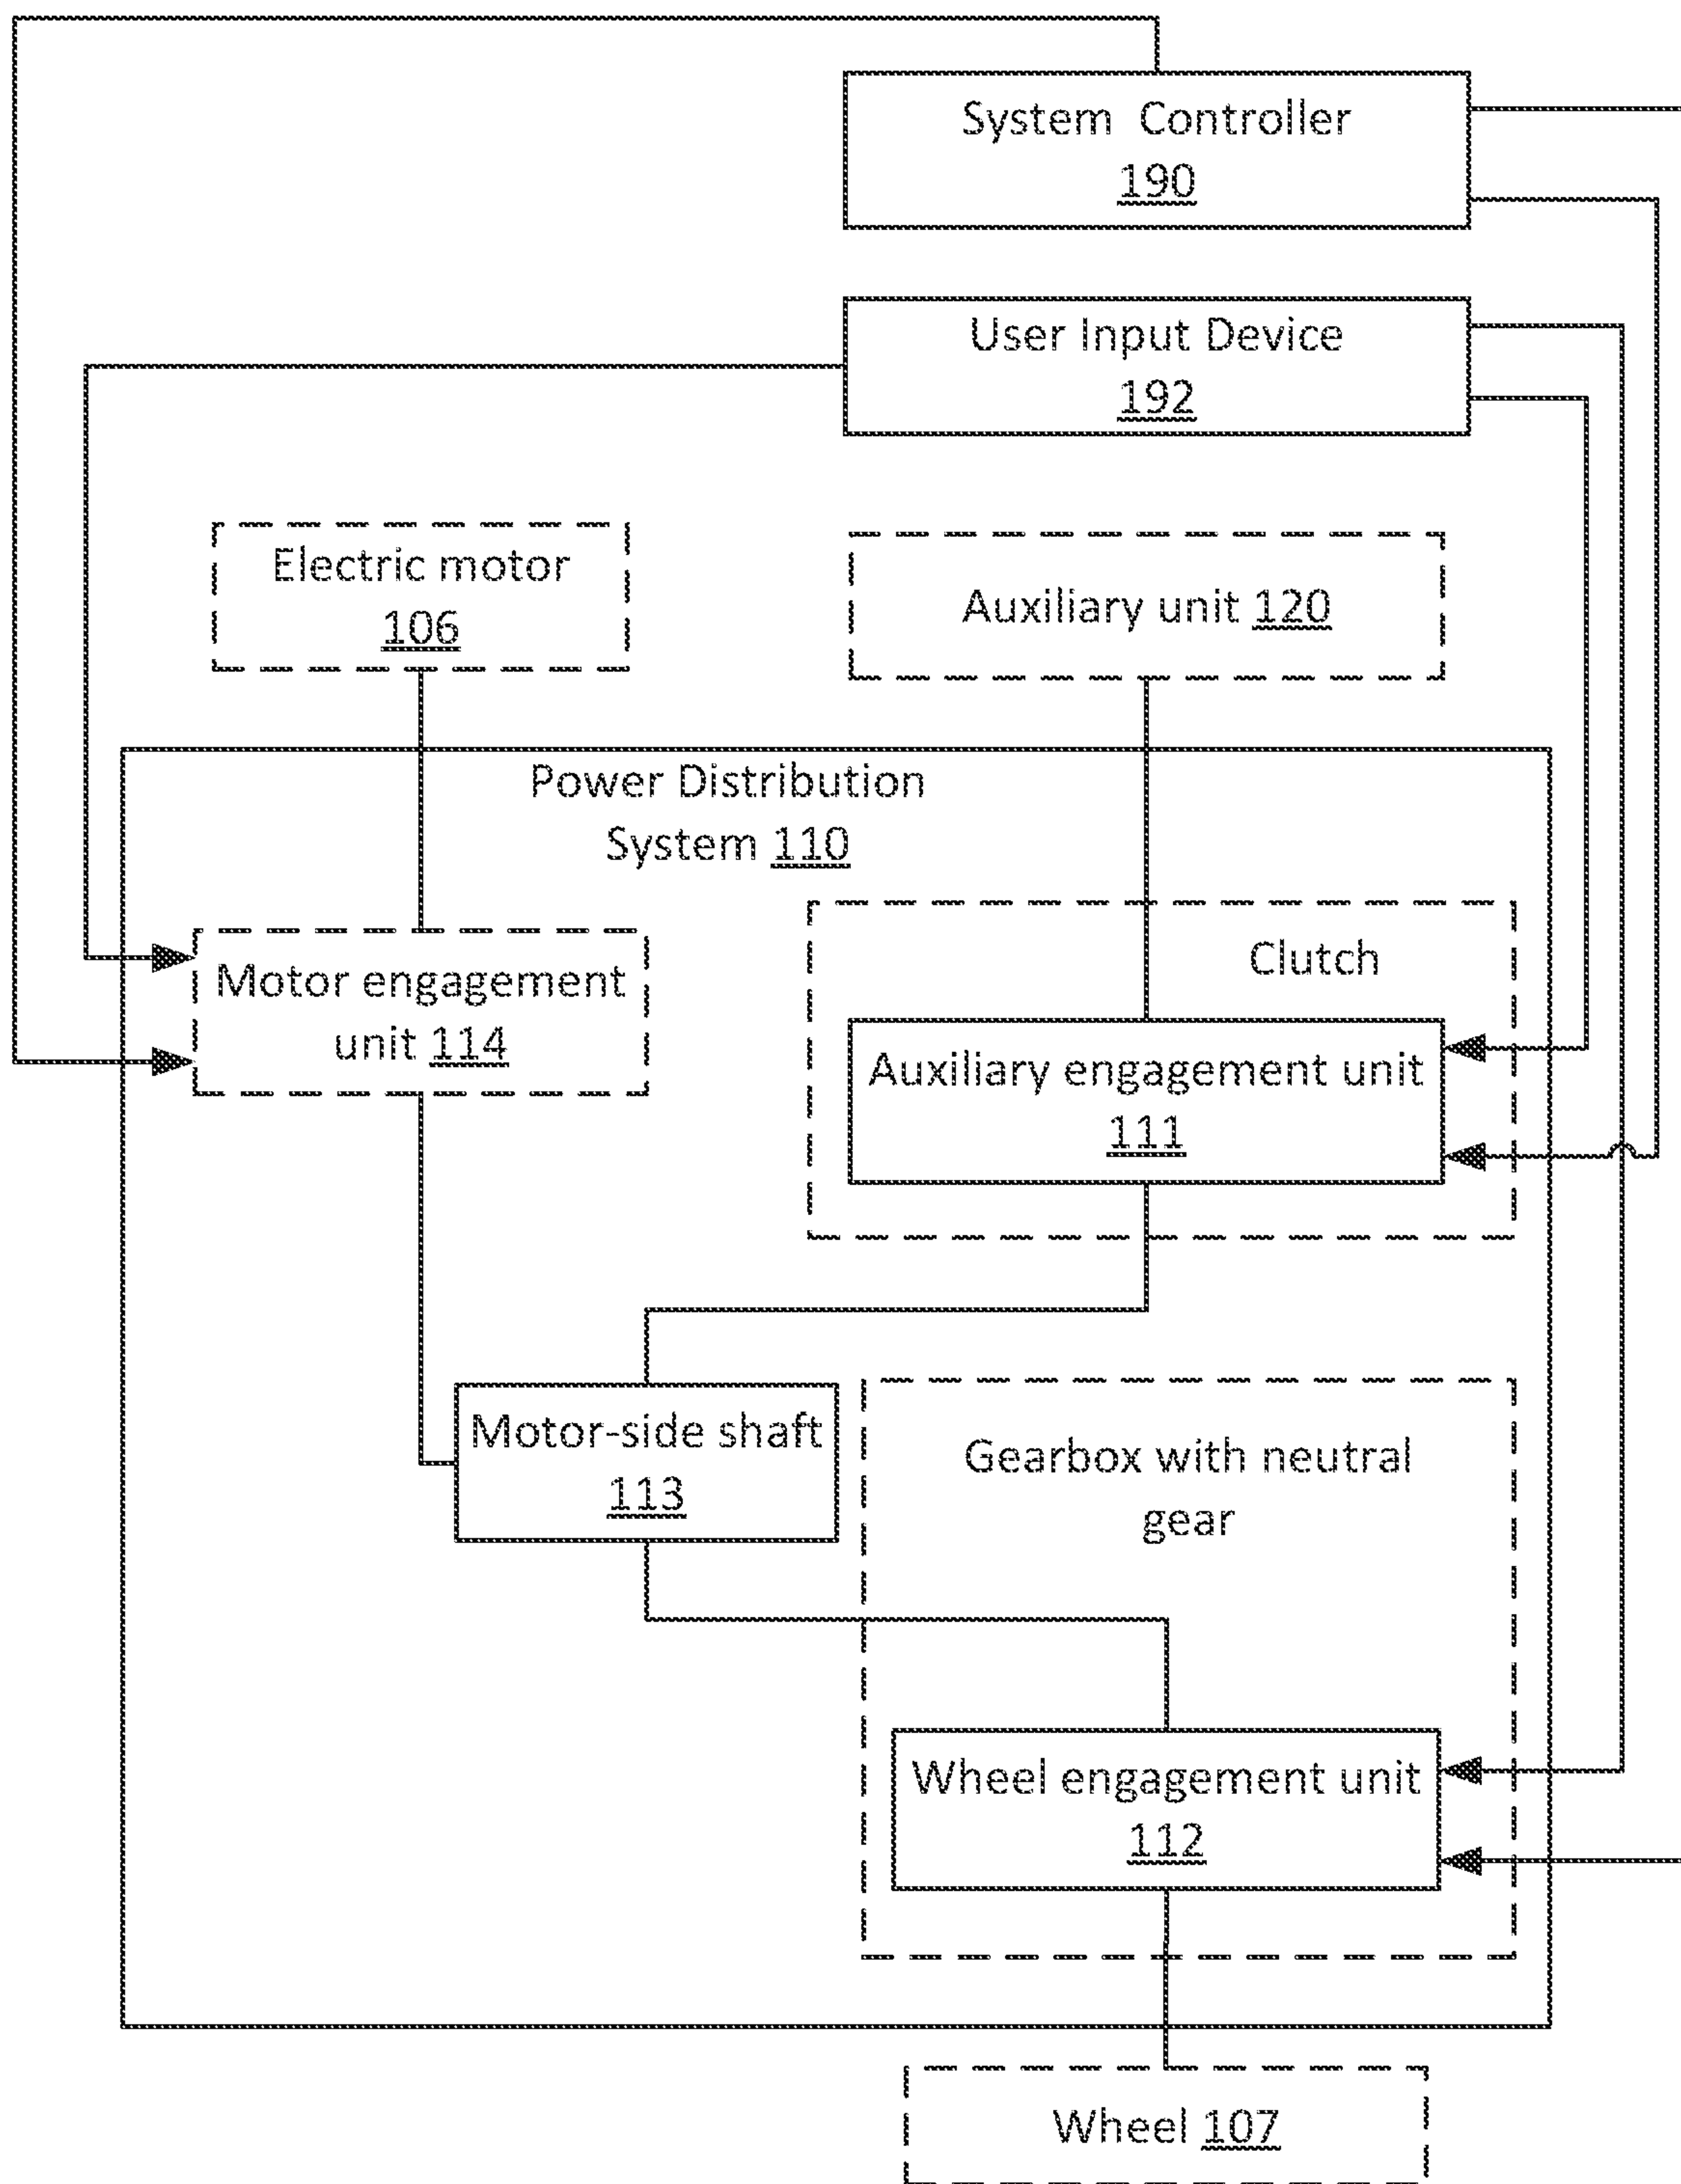 System Controller
190
User Input Device
192
Electric motor
106
Auxiliary unit 120
Power Distribution
System 110
Clutch
Motor engagement
unit 114
Auxiliary engagement unit
111
Motor-side shaft
113
Gearbox with neutral
gear
Wheel engagement unit
112
Wheel 107